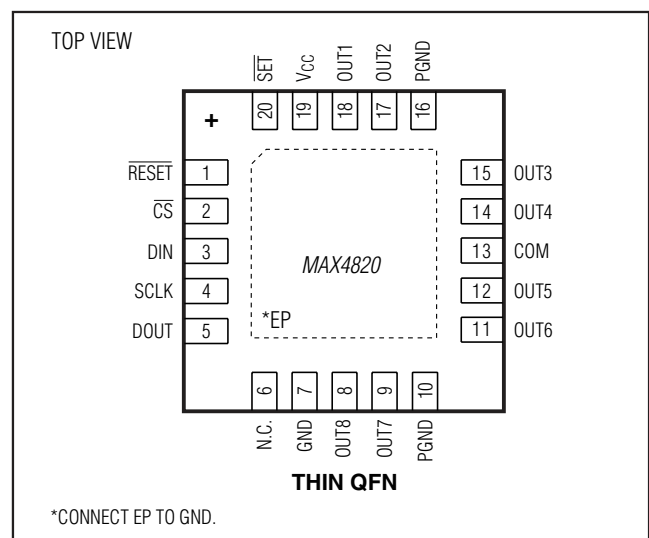 TOP VIEW
SET
VCC
OUT1
OUT2
PGND
20
19
18
17
16
+
RESET 1
CS 2
DIN 3
SCLK 4
DOUT 5
15 OUT3
14 OUT4
13 COM
12 OUT5
11 OUT6
MAX4820
*EP
6
7
8
9
10
N.C.
GND
OUT8
OUT7
PGND
THIN QFN
*CONNECT EP TO GND.